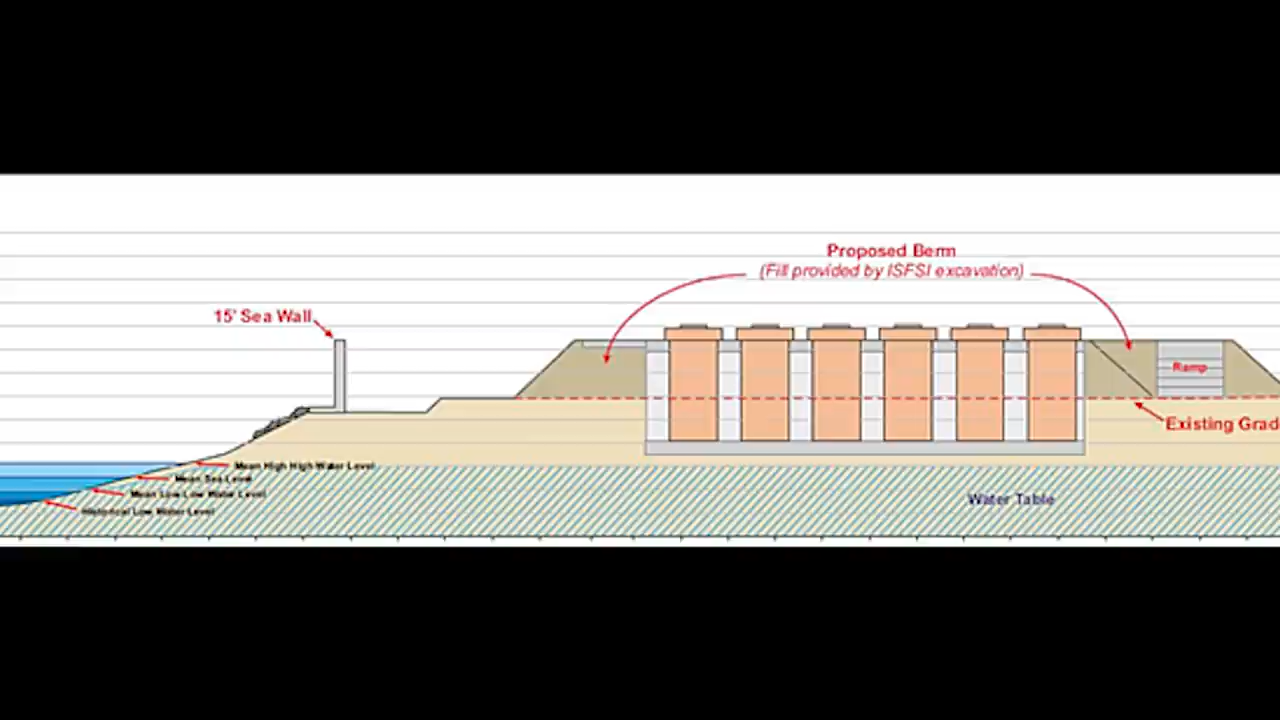 Proposed Berm
(Fill provided by ISFSI excavation)
15' Sea Wall
Ramp
Existing Grad
Mean High High Water Level
Mean Sea Level
Mean Low Low Water Level
Historical Low Water Level
Water Table